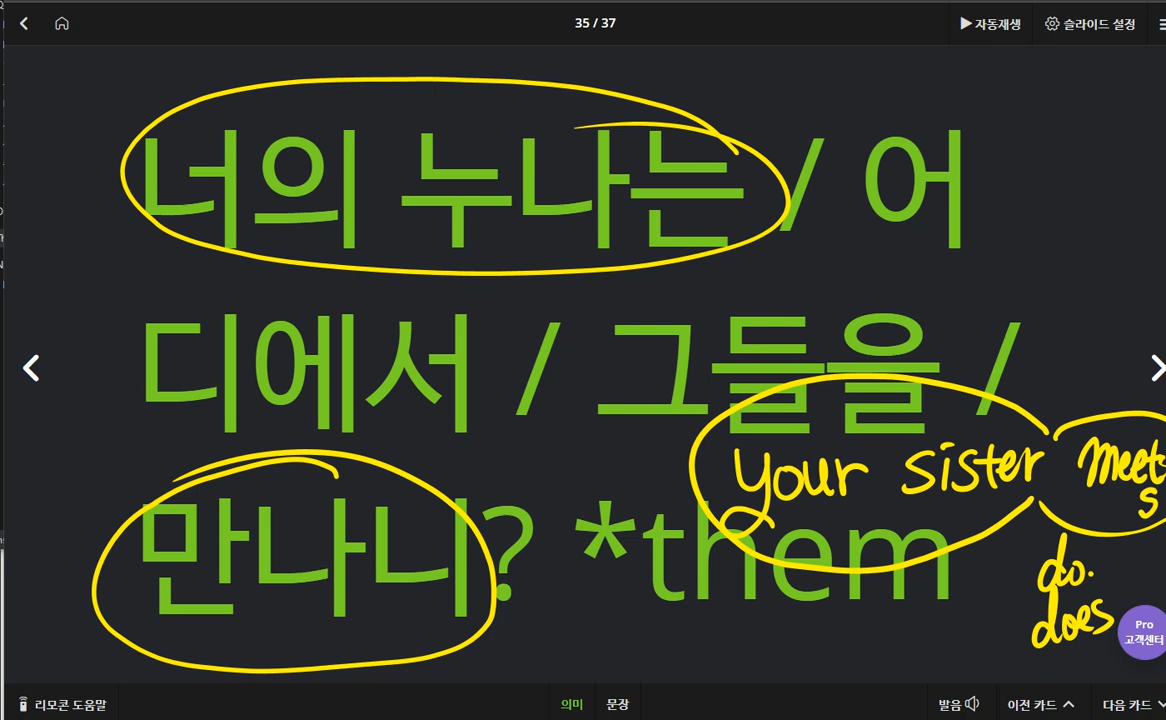 35 / 37
자동재생
슬라이드 설정
너의 누나는 / 어
디에서 / 그들을 /
your sister
meet
s
만나니? *them
do.
does
Pro
고객센터
리모콘 도움말
의미
문장
발음
이전 카드
다음 카드